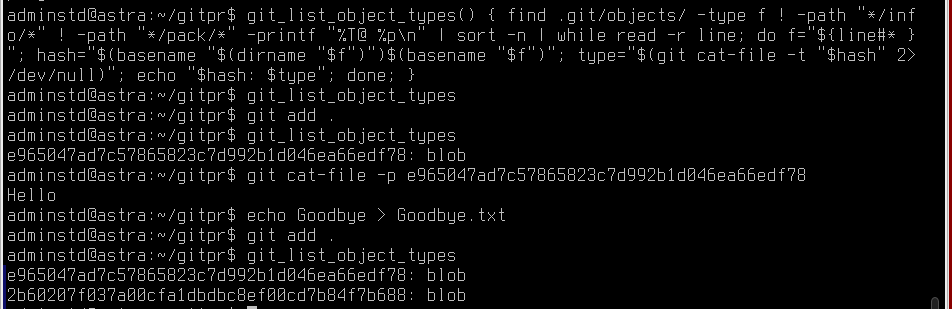 adminstd@astra:~/gitpr$ git_list_object_types() { find .git/objects/ -type f ! -path "*/inf
o/*" ! -path "*/pack/*" -printf "%T@ %p\n" | sort -n | while read -r line; do f="${line#* }
"; hash="$(basename "$(dirname "$f")")$(basename "$f")"; type="$(git cat-file -t "$hash" 2>
/dev/null)"; echo "$hash: $type"; done; }
adminstd@astra:~/gitpr$ git_list_object_types
adminstd@astra:~/gitpr$ git add .
adminstd@astra:~/gitpr$ git_list_object_types
e965047ad7c57865823c7d992b1d046ea66edf78: blob
adminstd@astra:~/gitpr$ git cat-file -p e965047ad7c57865823c7d992b1d046ea66edf78
Hello
adminstd@astra:~/gitpr$ echo Goodbye > Goodbye.txt
adminstd@astra:~/gitpr$ git add .
adminstd@astra:~/gitpr$ git_list_object_types
e965047ad7c57865823c7d992b1d046ea66edf78: blob
2b60207f037a00cfa1dbdbc8ef00cd7b84f7b688: blob
adminstd@astra:~/gitpr$